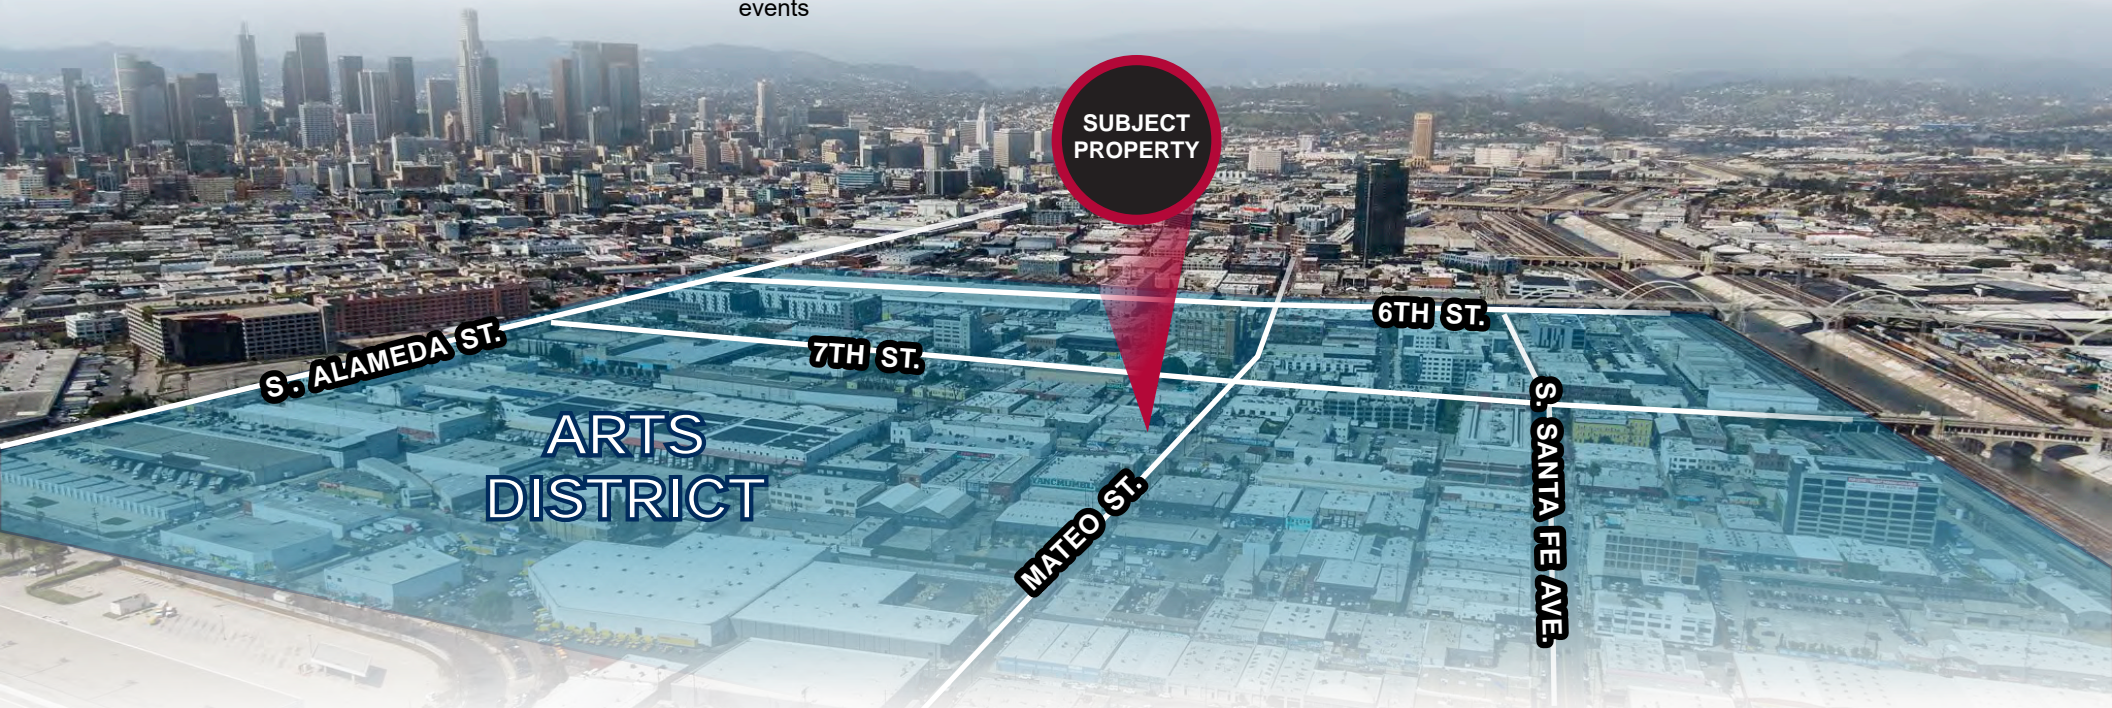 events
SUBJECT
PROPERTY
6TH ST.
7TH ST.
S. ALAMEDA ST.
ARTS
DISTRICT
MATEO ST.
S. SANTA FE AVE.